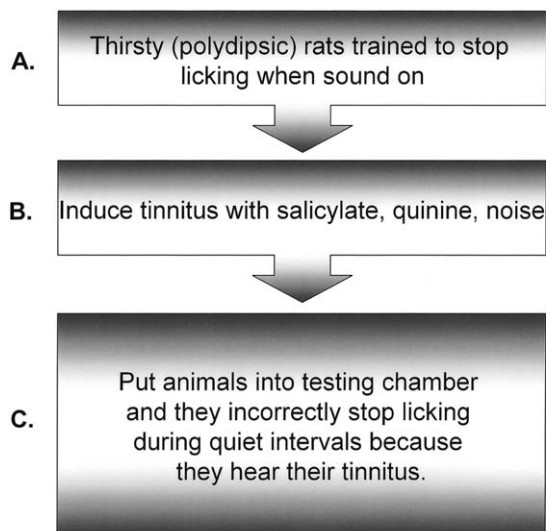 A.
Thirsty (polydipsic) rats trained to stop
licking when sound on
B.
Induce tinnitus with salicylate, quinine, noise
C.
Put animals into testing chamber
and they incorrectly stop licking
during quiet intervals because
they hear their tinnitus.